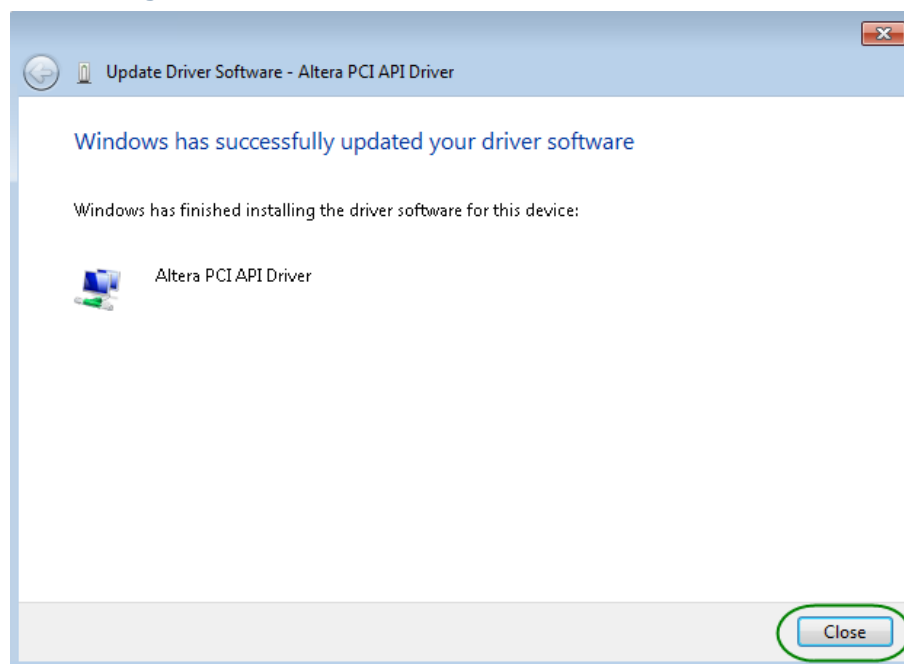 Update Driver Software - Altera PCI API Driver
Windows has successfully updated your driver software
Windows has finished installing the driver software for this device:
Altera PCI API Driver
Close